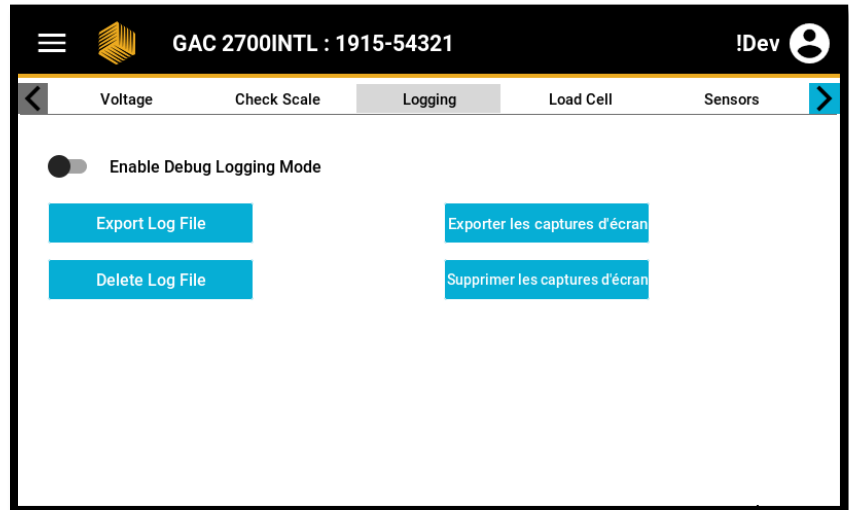 GAC 2700INTL : 1915-54321 !Dev
Voltage Check Scale Logging Load Cell Sensors
Enable Debug Logging Mode
Export Log File Exporter les captures d'écran
Delete Log File Supprimer les captures d'écran